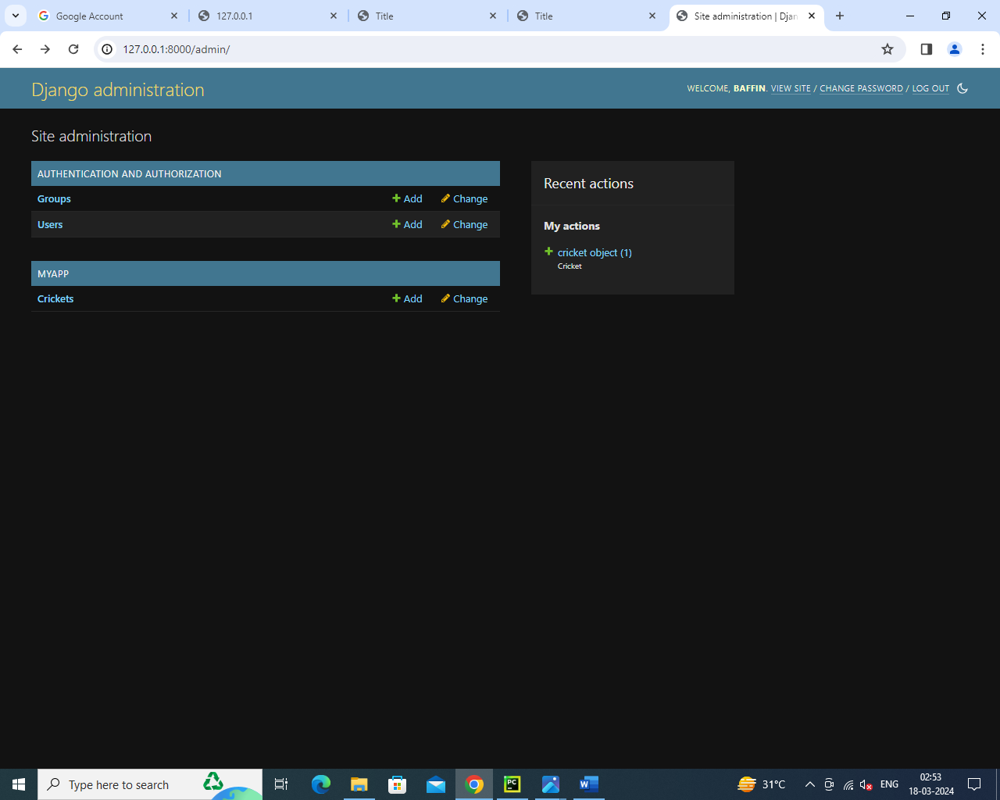 Google Account
127.0.0.1
Title
Title
Site administration | Djan
127.0.0.1:8000/admin/
Django administration
WELCOME, BAFFIN. VIEW SITE / CHANGE PASSWORD / LOG OUT
Site administration
AUTHENTICATION AND AUTHORIZATION
Groups Add Change
Users Add Change
MYAPP
Crickets Add Change
Recent actions
My actions
cricket object (1)
Cricket
Type here to search
PC
W
31°C
ENG
02:53
18-03-2024